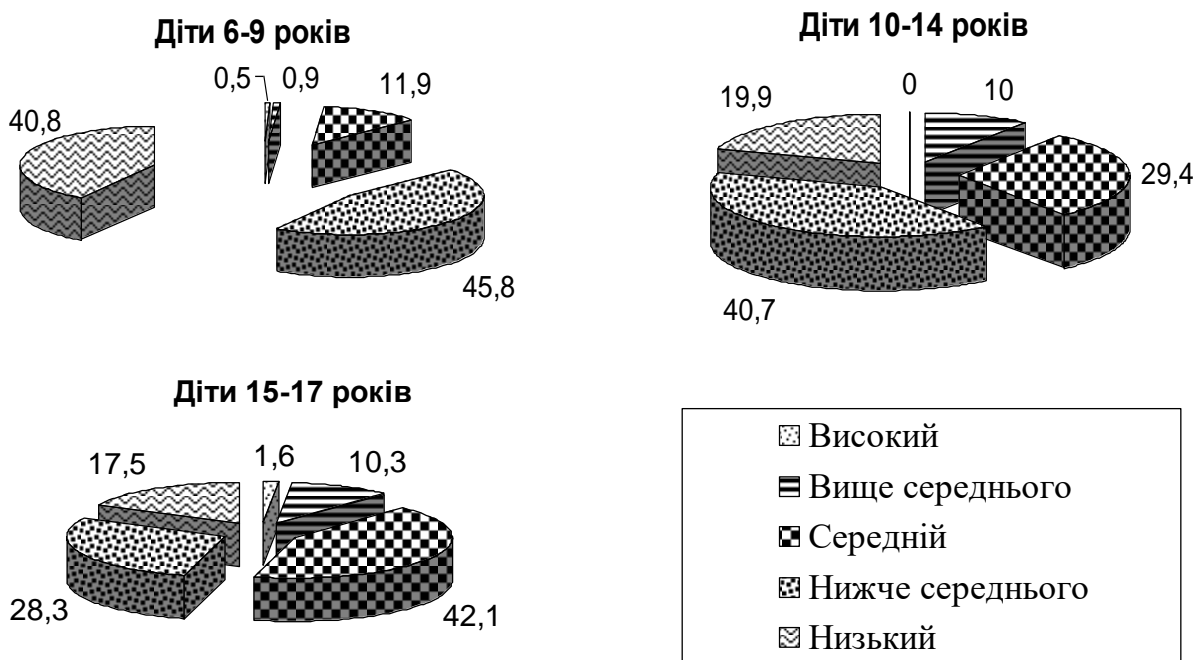 Діти 6-9 років
0,5 0,9 11,9
40,8
45,8
Діти 10-14 років
0 10
19,9
29,4
40,7
Діти 15-17 років
17,5 1,6 10,3
28,3 42,1
Високий
Вище середнього
Середній
Нижче середнього
Низький